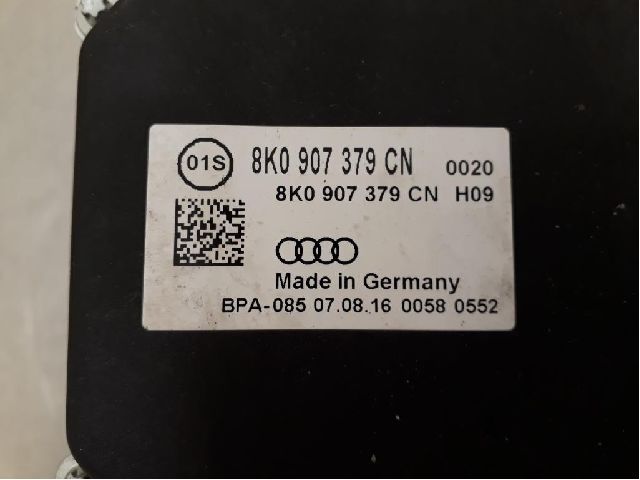 01S 8K0 907 379 CN 0020
8K0 907 379 CN H09
Made in Germany
BPA-085 07.08.16 0058 0552